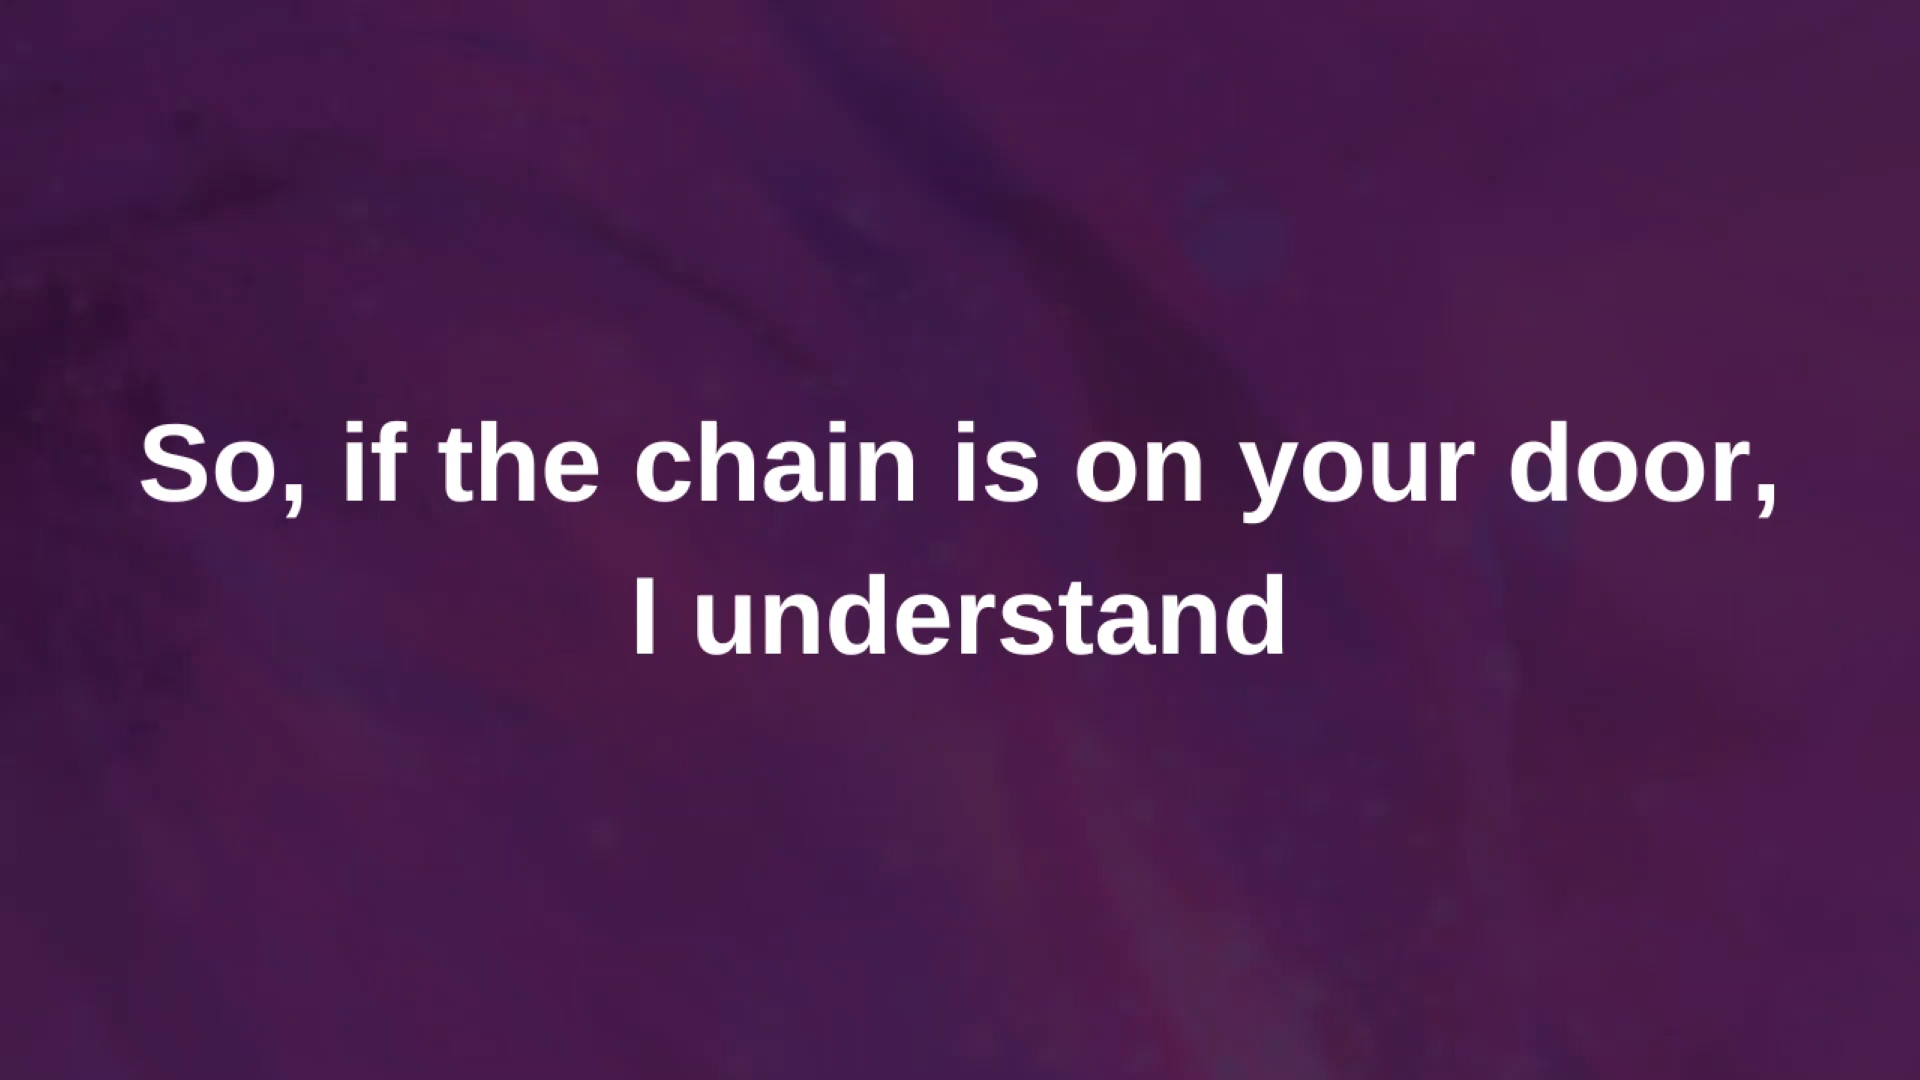 So, if the chain is on your door,
I understand